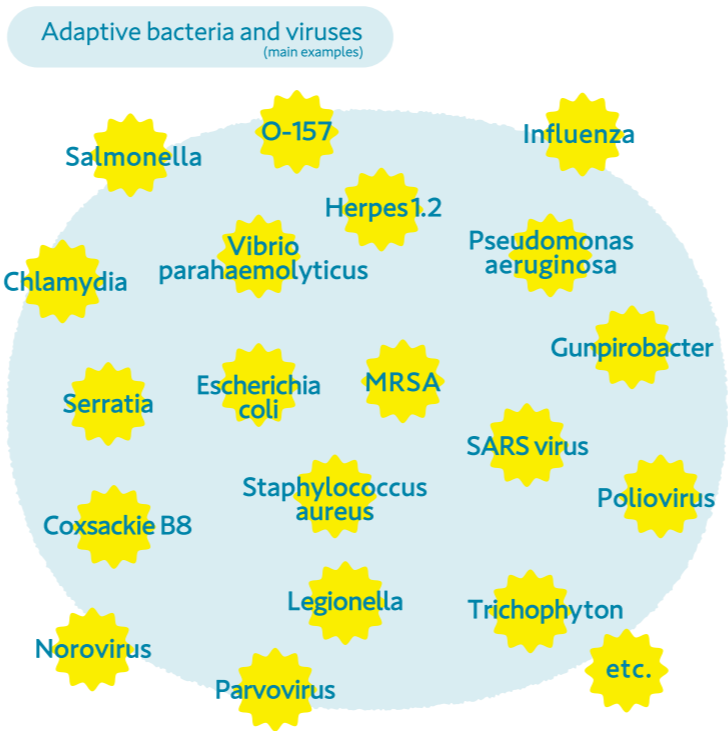 Adaptive bacteria and viruses
(main examples)
O-157
Influenza
Salmonella
Herpes 1.2
Vibrio
parahaemolyticus
Pseudomonas
aeruginosa
Chlamydia
Gunpirobacter
Escherichia
coli
MRSA
Serratia
SARS virus
Staphylococcus
aureus
Poliovirus
Coxsackie B8
Legionella
Trichophyton
Norovirus
etc.
Parvovirus